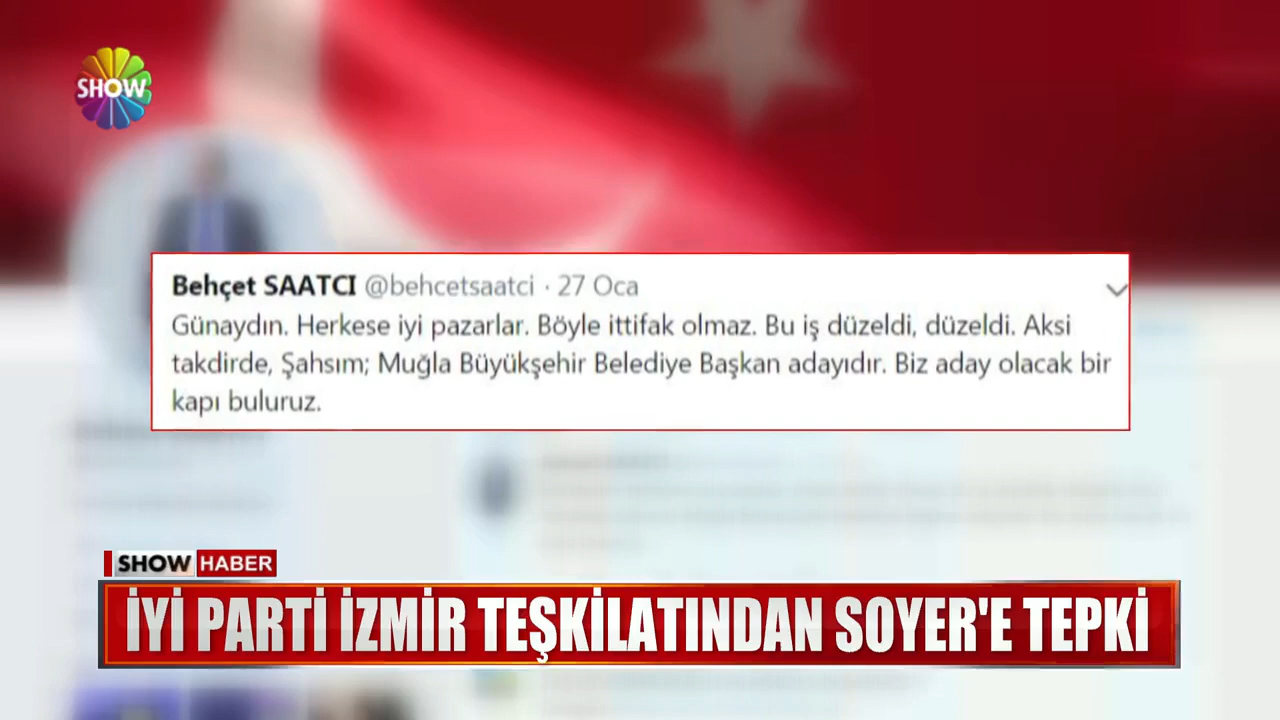 SHOW
Behçet SAATCI @behcetsaatci · 27 Oca
Günaydın. Herkese iyi pazarlar. Böyle ittifak olmaz. Bu iş düzeldi, düzeldi. Aksi
takdirde, Şahsım; Muğla Büyükşehir Belediye Başkan adayıdır. Biz aday olacak bir
kapı buluruz.
SHOW HABER
İYİ PARTİ İZMİR TEŞKİLATINDAN SOYER'E TEPKİ